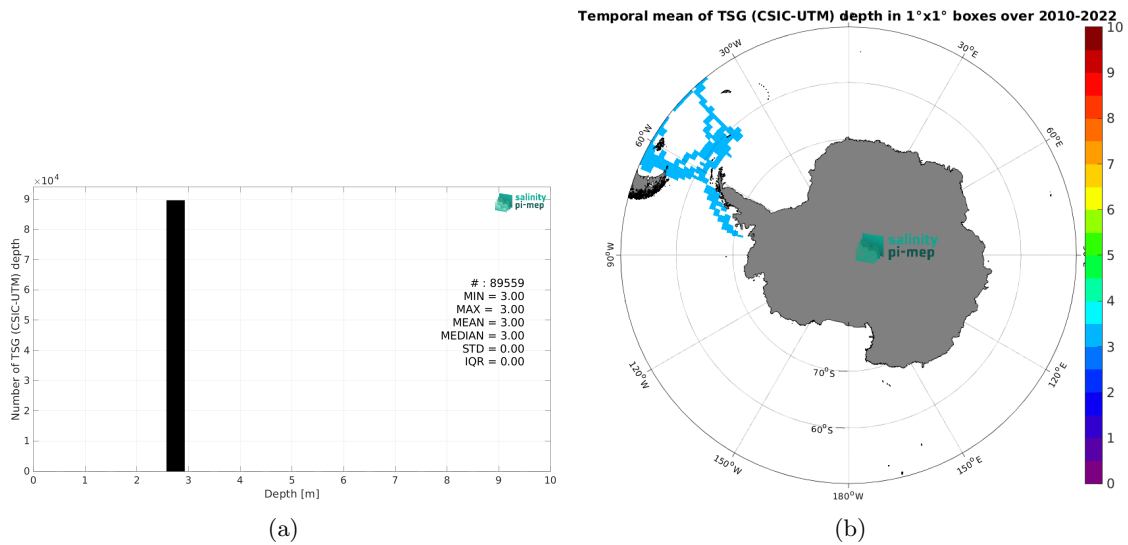 ×10⁴
9
8
7
6
5
4
3
2
1
0
Number of TSG (CSIC-UTM) depth
0 1 2 3 4 5 6 7 8 9 10
Depth [m]
salinity
pi-mep
# : 89559
MIN = 3.00
MAX = 3.00
MEAN = 3.00
MEDIAN = 3.00
STD = 0.00
IQR = 0.00
(a)
Temporal mean of TSG (CSIC-UTM) depth in 1°x1° boxes over 2010-2022
30°W
30°E
60°W
60°E
90°W
120°W
120°E
150°W
150°E
180°W
70°S
60°S
salinity
pi-mep
10
9
8
7
6
5
4
3
2
1
0
(b)